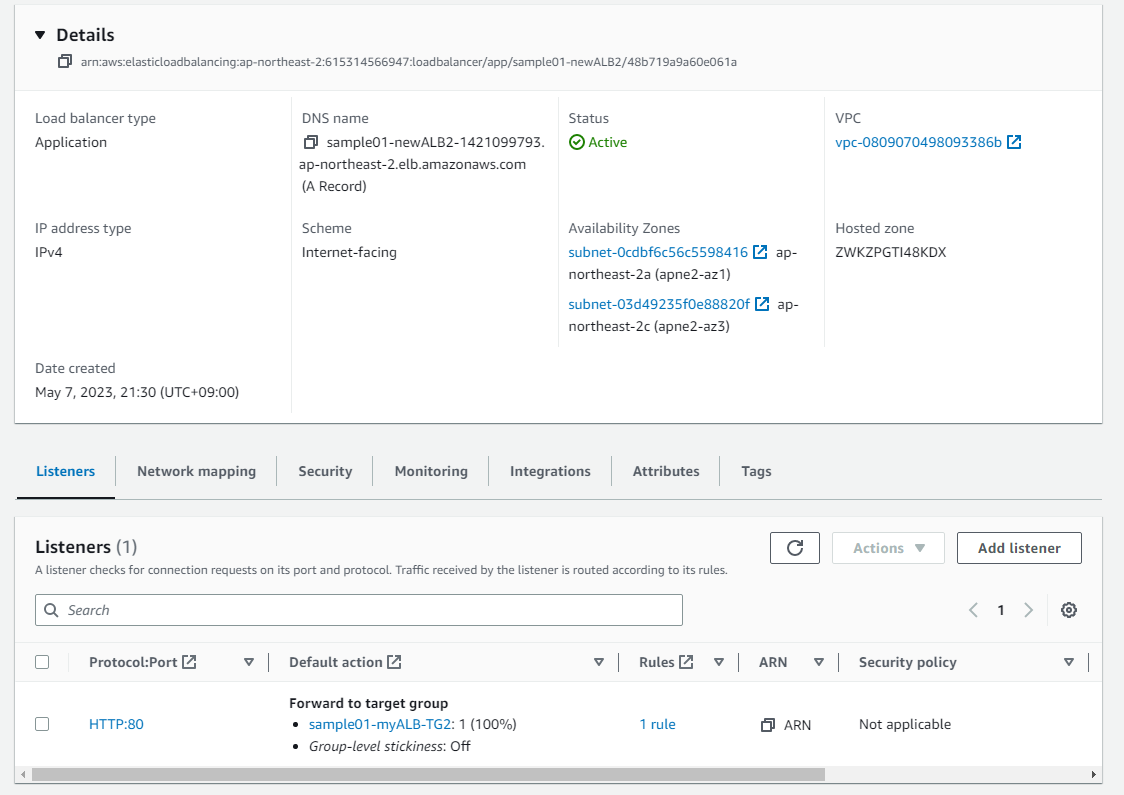 Details
arn:aws:elasticloadbalancing:ap-northeast-2:615314566947:loadbalancer/app/sample01-newALB2/48b719a9a60e061a
Load balancer type
Application
DNS name
sample01-newALB2-1421099793.
ap-northeast-2.elb.amazonaws.com
(A Record)
Status
Active
VPC
vpc-0809070498093386b
IP address type
IPv4
Scheme
Internet-facing
Availability Zones
subnet-0cdbf6c56c5598416 ap-
northeast-2a (apne2-az1)
subnet-03d49235f0e88820f ap-
northeast-2c (apne2-az3)
Hosted zone
ZWKZPGTI48KDX
Date created
May 7, 2023, 21:30 (UTC+09:00)
Listeners Network mapping Security Monitoring Integrations Attributes Tags
Listeners (1)
Actions
Add listener
A listener checks for connection requests on its port and protocol. Traffic received by the listener is routed according to its rules.
Search
1
Protocol:Port Default action Rules ARN Security policy
HTTP:80
Forward to target group
• sample01-myALB-TG2: 1 (100%)
• Group-level stickiness: Off
1 rule
ARN
Not applicable